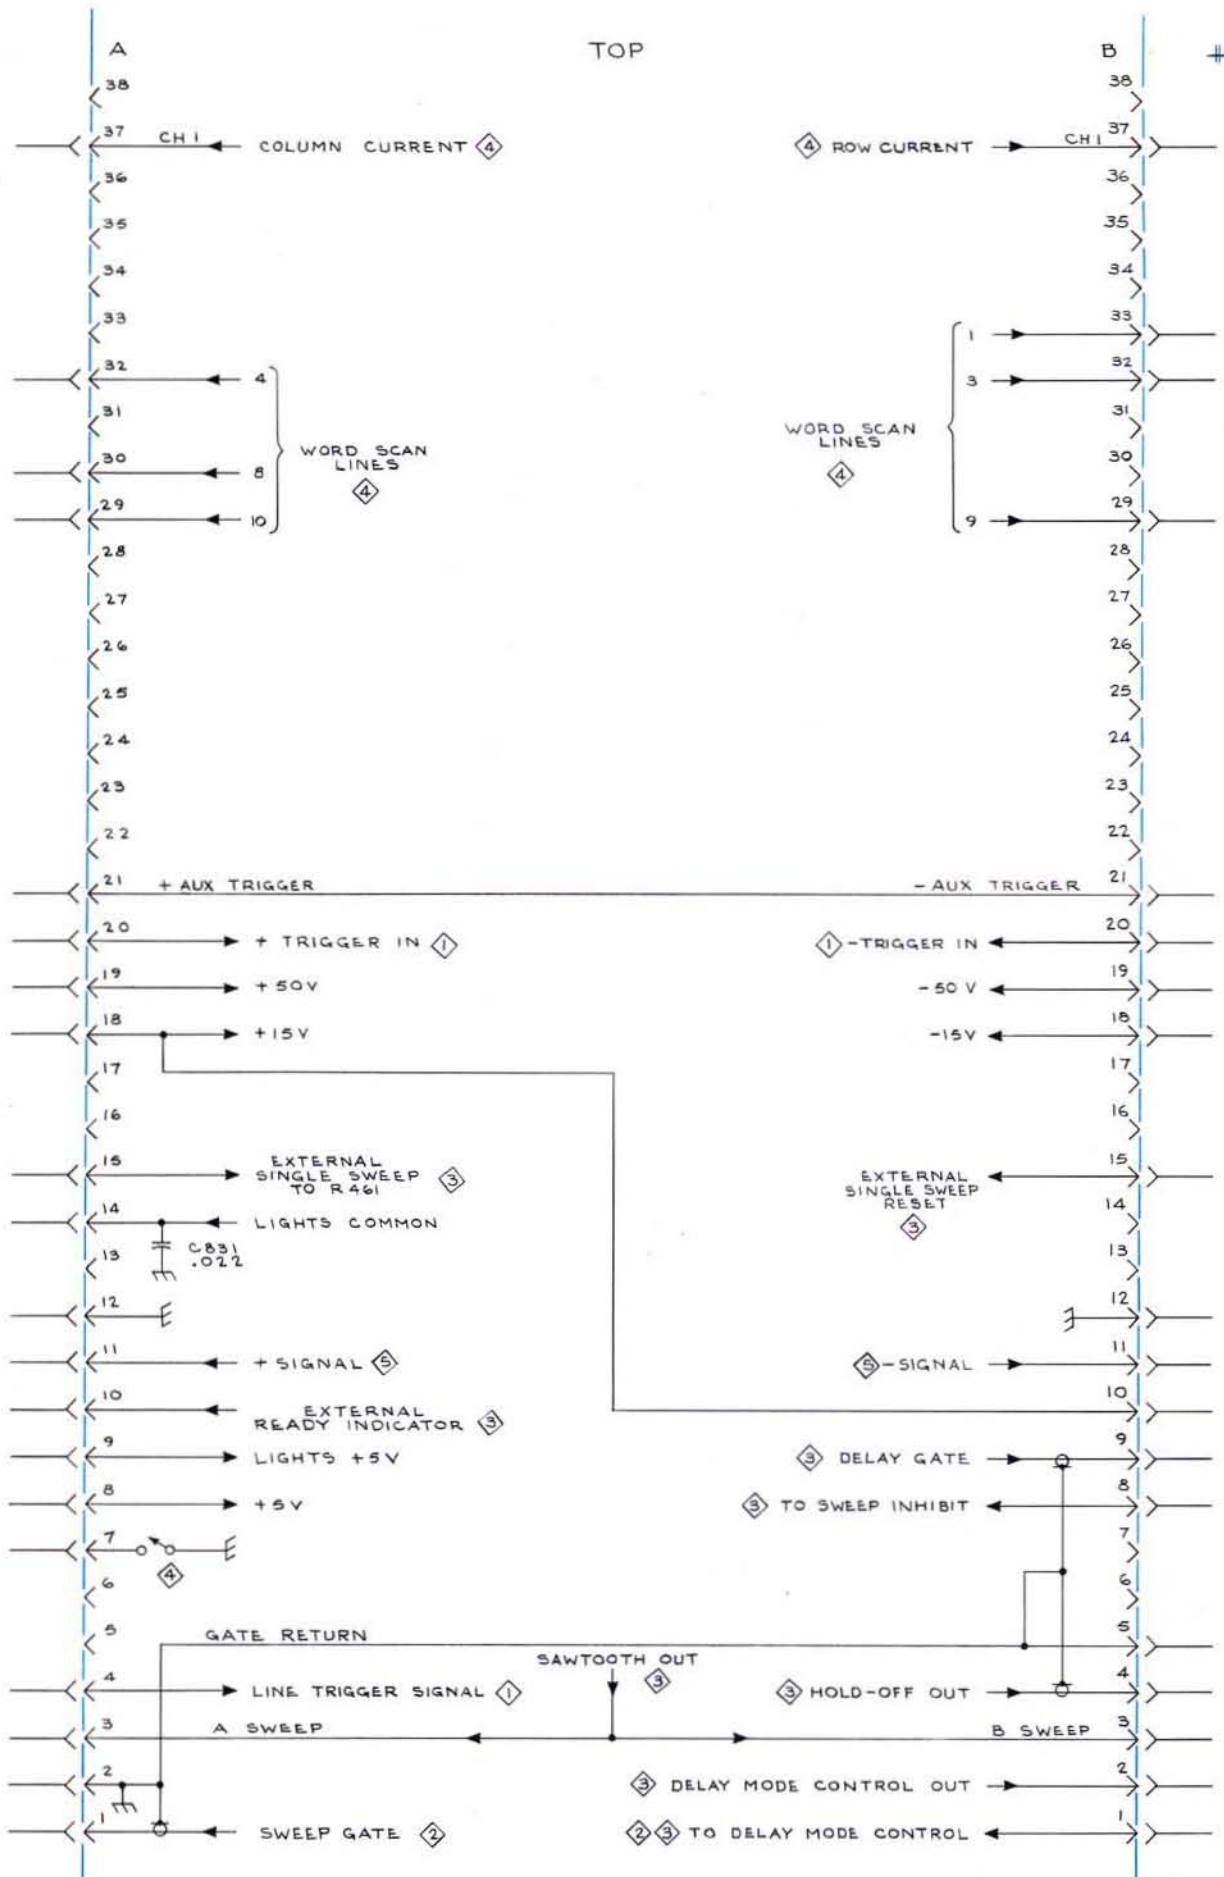 A TOP B
38 38
37 CH 1 COLUMN CURRENT 4 4 ROW CURRENT CH 1 37
36 36
35 35
34 34
33 1 33
32 4 3 32
31 31
WORD SCAN LINES 4 WORD SCAN LINES 4
30 8 30
29 10 9 29
28 28
27 27
26 26
25 25
24 24
23 23
22 22
21 + AUX TRIGGER - AUX TRIGGER 21
20 + TRIGGER IN 1 1 -TRIGGER IN 20
19 +50V -50 V 19
18 +15V -15V 18
17 17
16 16
15 EXTERNAL SINGLE SWEEP TO R461 3 EXTERNAL SINGLE SWEEP RESET 3 15
14 LIGHTS COMMON 14
C831
.022
13 13
12 12
11 + SIGNAL 5 5 -SIGNAL 11
10 EXTERNAL READY INDICATOR 3 10
9 LIGHTS +5V 3 DELAY GATE 9
8 +5V 3 TO SWEEP INHIBIT 8
7 4 7
6 6
5 GATE RETURN 5
SAWTOOTH OUT 3
4 LINE TRIGGER SIGNAL 1 3 HOLD-OFF OUT 4
3 A SWEEP B SWEEP 3
2 3 DELAY MODE CONTROL OUT 2
1 SWEEP GATE 2 2 3 TO DELAY MODE CONTROL 1